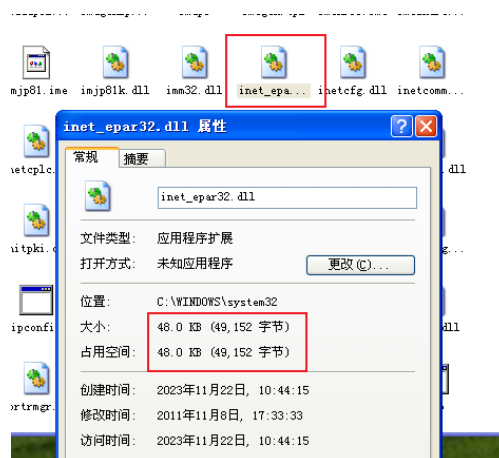 mjp81.ime imjp81k.dll imm32.dll inet_epa... inetcfg.dll inetcomm...
inet_epar32.dll 属性
常规 摘要
inet_epar32.dll
文件类型: 应用程序扩展
打开方式: 未知应用程序 更改(C)...
位置: C:\WINDOWS\system32
大小: 48.0 KB (49,152 字节)
占用空间: 48.0 KB (49,152 字节)
创建时间: 2023年11月22日, 10:44:15
修改时间: 2011年11月8日, 17:33:33
访问时间: 2023年11月22日, 10:44:15